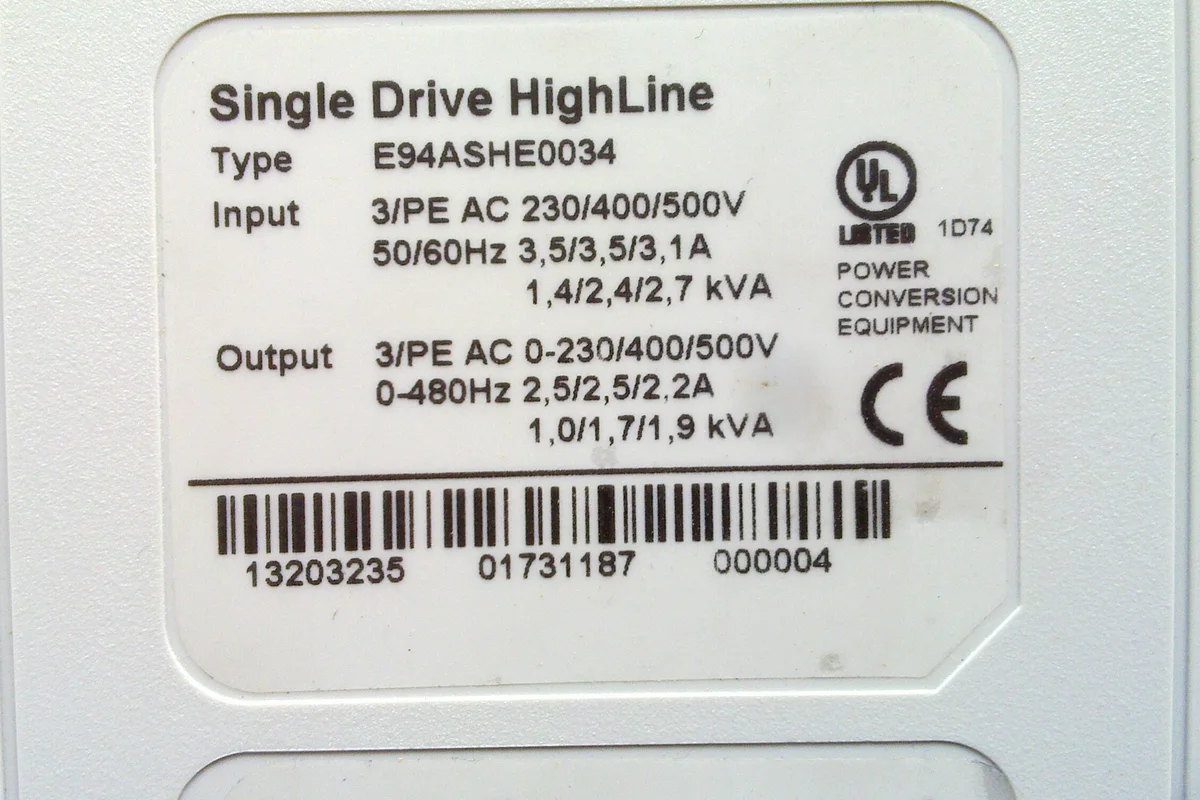 Single Drive HighLine
Type E94ASHE0034
Input 3/PE AC 230/400/500V
50/60Hz 3,5/3,5/3,1A
1,4/2,4/2,7 kVA
Output 3/PE AC 0-230/400/500V
0-480Hz 2,5/2,5/2,2A
1,0/1,7/1,9 kVA
UL
LISTED 1D74
POWER
CONVERSION
EQUIPMENT
CE
13203235 01731187 000004